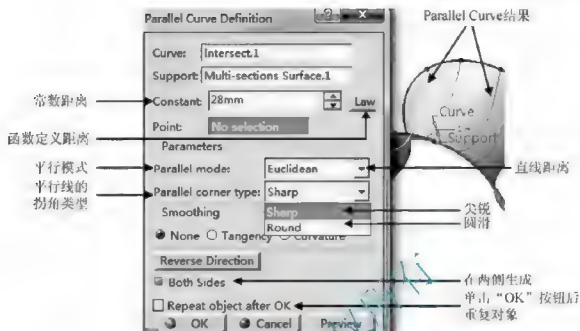 Parallel Curve Definition
Parallel Curve结果
Curve: Intersect.1
Support: Multi-sections Surface.1
常数距离
Constant: 28mm
Law
函数定义距离
Point: No selection
Parameters
平行模式
Parallel mode: Euclidean
直线距离
平行线的
拐角类型
Parallel corner type: Sharp
Smoothing
Sharp
尖锐
Round
圆滑
None Tangency Curvature
Reverse Direction
Both Sides
在两侧生成
Repeat object after OK
单击“OK”按钮后
重复对象
OK Cancel Preview
Curve
Support